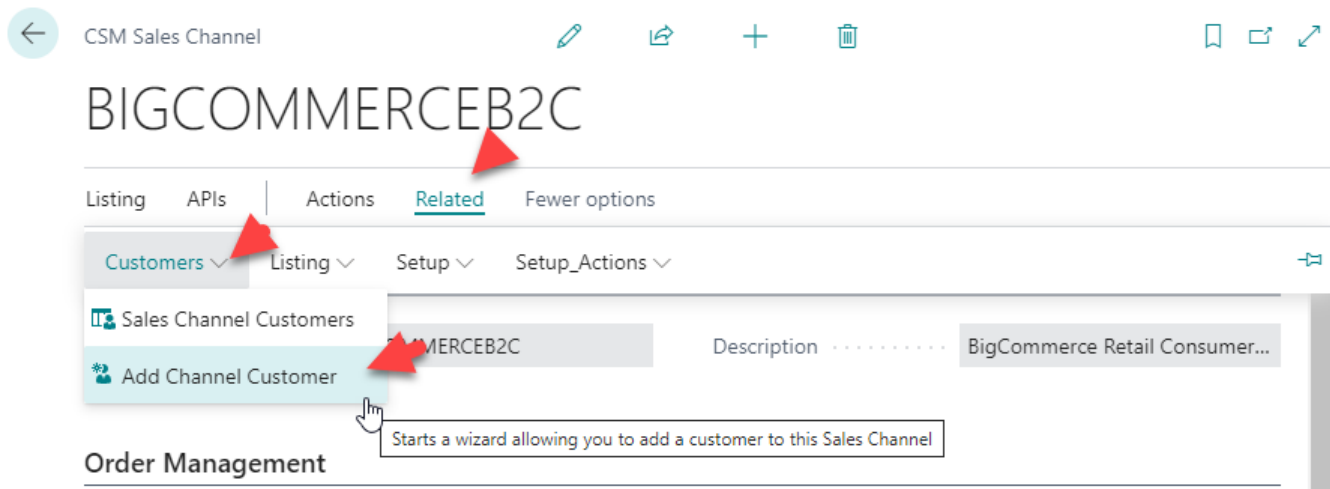 CSM Sales Channel
BIGCOMMERCEB2C
Listing APIs Actions Related Fewer options
Customers Listing Setup Setup_Actions
Sales Channel Customers
MMERCEB2C Description BigCommerce Retail Consumer...
Add Channel Customer
Starts a wizard allowing you to add a customer to this Sales Channel
Order Management